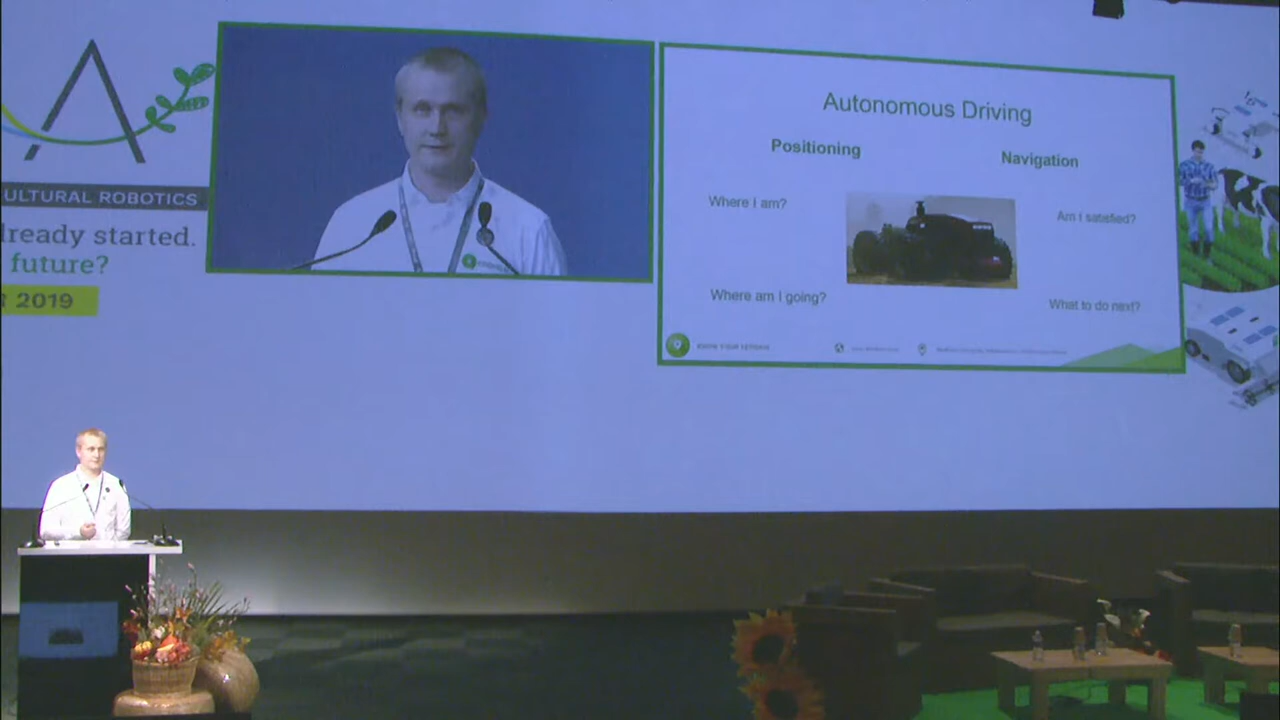 ULTURAL ROBOTICS
lready started.
future?
R 2019
Autonomous Driving
Positioning
Navigation
Where I am?
Am I satisfied?
Where am I going?
What to do next?